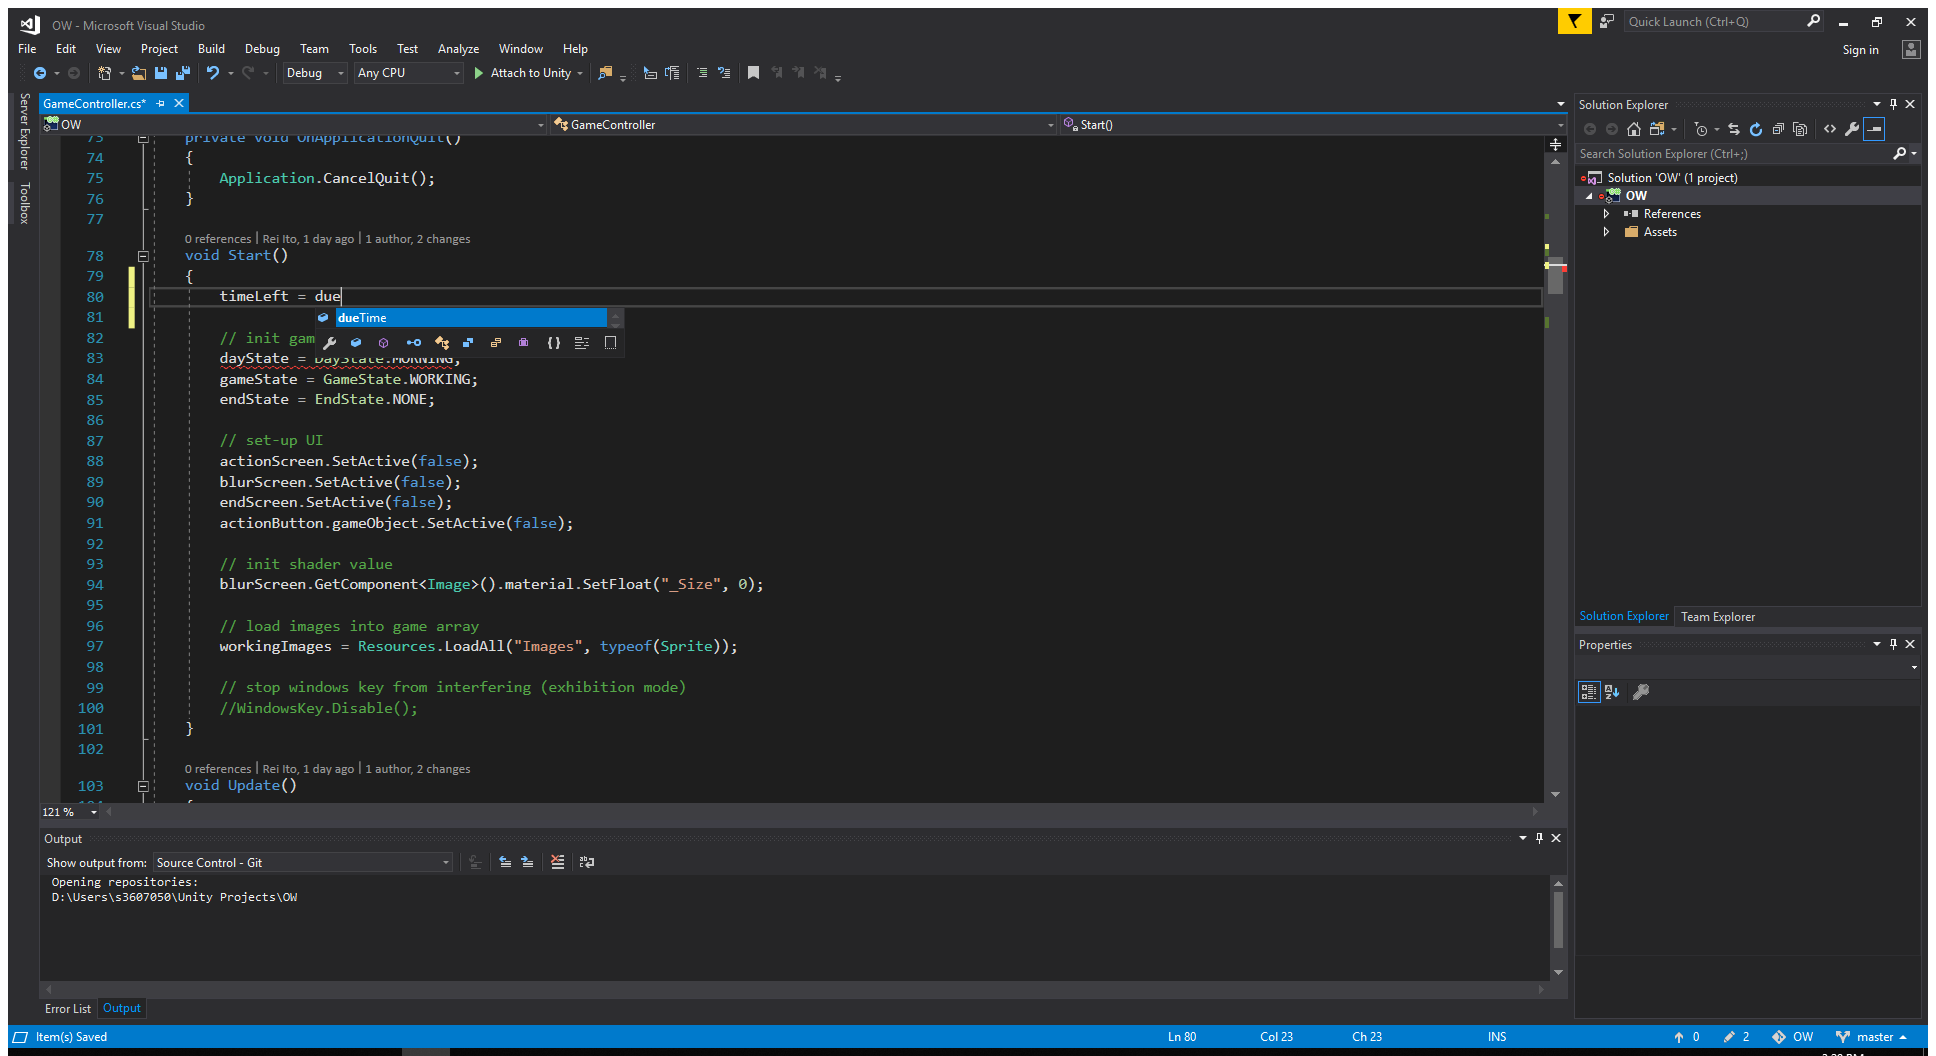 OW - Microsoft Visual Studio
Quick Launch (Ctrl+Q)
File Edit View Project Build Debug Team Tools Test Analyze Window Help
Sign in
Debug Any CPU Attach to Unity
Server Explorer
Toolbox
GameController.cs*
OW GameController Start()
73 private void OnApplicationQuit()
74 {
75 Application.CancelQuit();
76 }
77
0 references | Rei Ito, 1 day ago | 1 author, 2 changes
78 void Start()
79 {
80 timeLeft = due
81 dueTime
82 // init gam
83 dayState = DayState.MORNING;
84 gameState = GameState.WORKING;
85 endState = EndState.NONE;
86
87 // set-up UI
88 actionScreen.SetActive(false);
89 blurScreen.SetActive(false);
90 endScreen.SetActive(false);
91 actionButton.gameObject.SetActive(false);
92
93 // init shader value
94 blurScreen.GetComponent<Image>().material.SetFloat("_Size", 0);
95
96 // load images into game array
97 workingImages = Resources.LoadAll("Images", typeof(Sprite));
98
99 // stop windows key from interfering (exhibition mode)
100 //WindowsKey.Disable();
101 }
102
0 references | Rei Ito, 1 day ago | 1 author, 2 changes
103 void Update()
121 %
Output
Show output from: Source Control - Git
Opening repositories:
D:\Users\s3607050\Unity Projects\OW
Error List Output
Solution Explorer
Search Solution Explorer (Ctrl+;)
Solution 'OW' (1 project)
OW
References
Assets
Solution Explorer Team Explorer
Properties
Item(s) Saved Ln 80 Col 23 Ch 23 INS 0 2 OW master